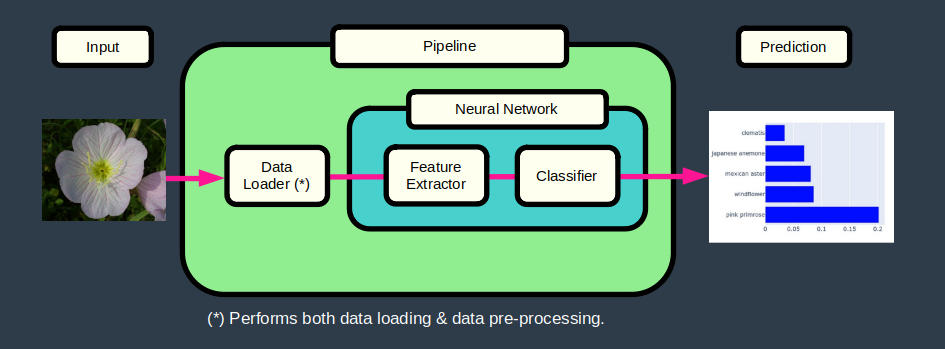 Input
Pipeline
Prediction
Neural Network
Data
Loader (*)
Feature
Extractor
Classifier
clematis
japanese anemone
mexican aster
windflower
pink primrose
0 0.05 0.1 0.15 0.2
(*) Performs both data loading & data pre-processing.